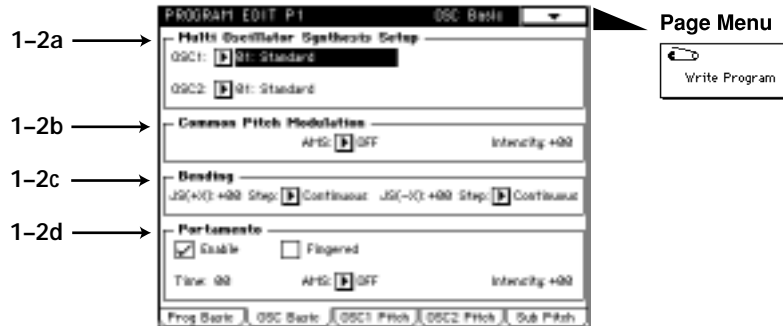 PROGRAM EDIT P1 OSC Basic
Page Menu
Write Program
1–2a
Multi Oscillator Synthesis Setup
OSC1: 01: Standard
OSC2: 01: Standard
1–2b
Common Pitch Modulation
AMS: OFF Intensity: +00
1–2c
Bending
JS(+X): +00 Step: Continuous JS(–X): +00 Step: Continuous
1–2d
Portamento
Enable Fingered
Time: 00 AMS: OFF Intensity: +00
Prog Basic OSC Basic OSC1 Pitch OSC2 Pitch Sub Pitch